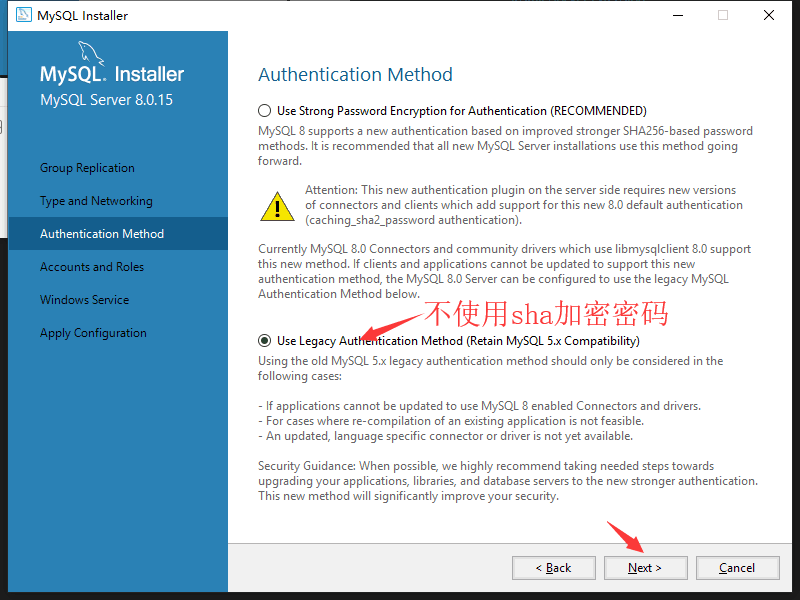 MySQL Installer
MySQL. Installer
MySQL Server 8.0.15
Group Replication
Type and Networking
Authentication Method
Accounts and Roles
Windows Service
Apply Configuration
Authentication Method
Use Strong Password Encryption for Authentication (RECOMMENDED)
MySQL 8 supports a new authentication based on improved stronger SHA256-based password
methods. It is recommended that all new MySQL Server installations use this method going
forward.
Attention: This new authentication plugin on the server side requires new versions
of connectors and clients which add support for this new 8.0 default authentication
(caching_sha2_password authentication).
Currently MySQL 8.0 Connectors and community drivers which use libmysqlclient 8.0 support
this new method. If clients and applications cannot be updated to support this new
authentication method, the MySQL 8.0 Server can be configured to use the legacy MySQL
Authentication Method below.
不使用sha加密密码
Use Legacy Authentication Method (Retain MySQL 5.x Compatibility)
Using the old MySQL 5.x legacy authentication method should only be considered in the
following cases:
- If applications cannot be updated to use MySQL 8 enabled Connectors and drivers.
- For cases where re-compilation of an existing application is not feasible.
- An updated, language specific connector or driver is not yet available.
Security Guidance: When possible, we highly recommend taking needed steps towards
upgrading your applications, libraries, and database servers to the new stronger authentication.
This new method will significantly improve your security.
< Back
Next >
Cancel